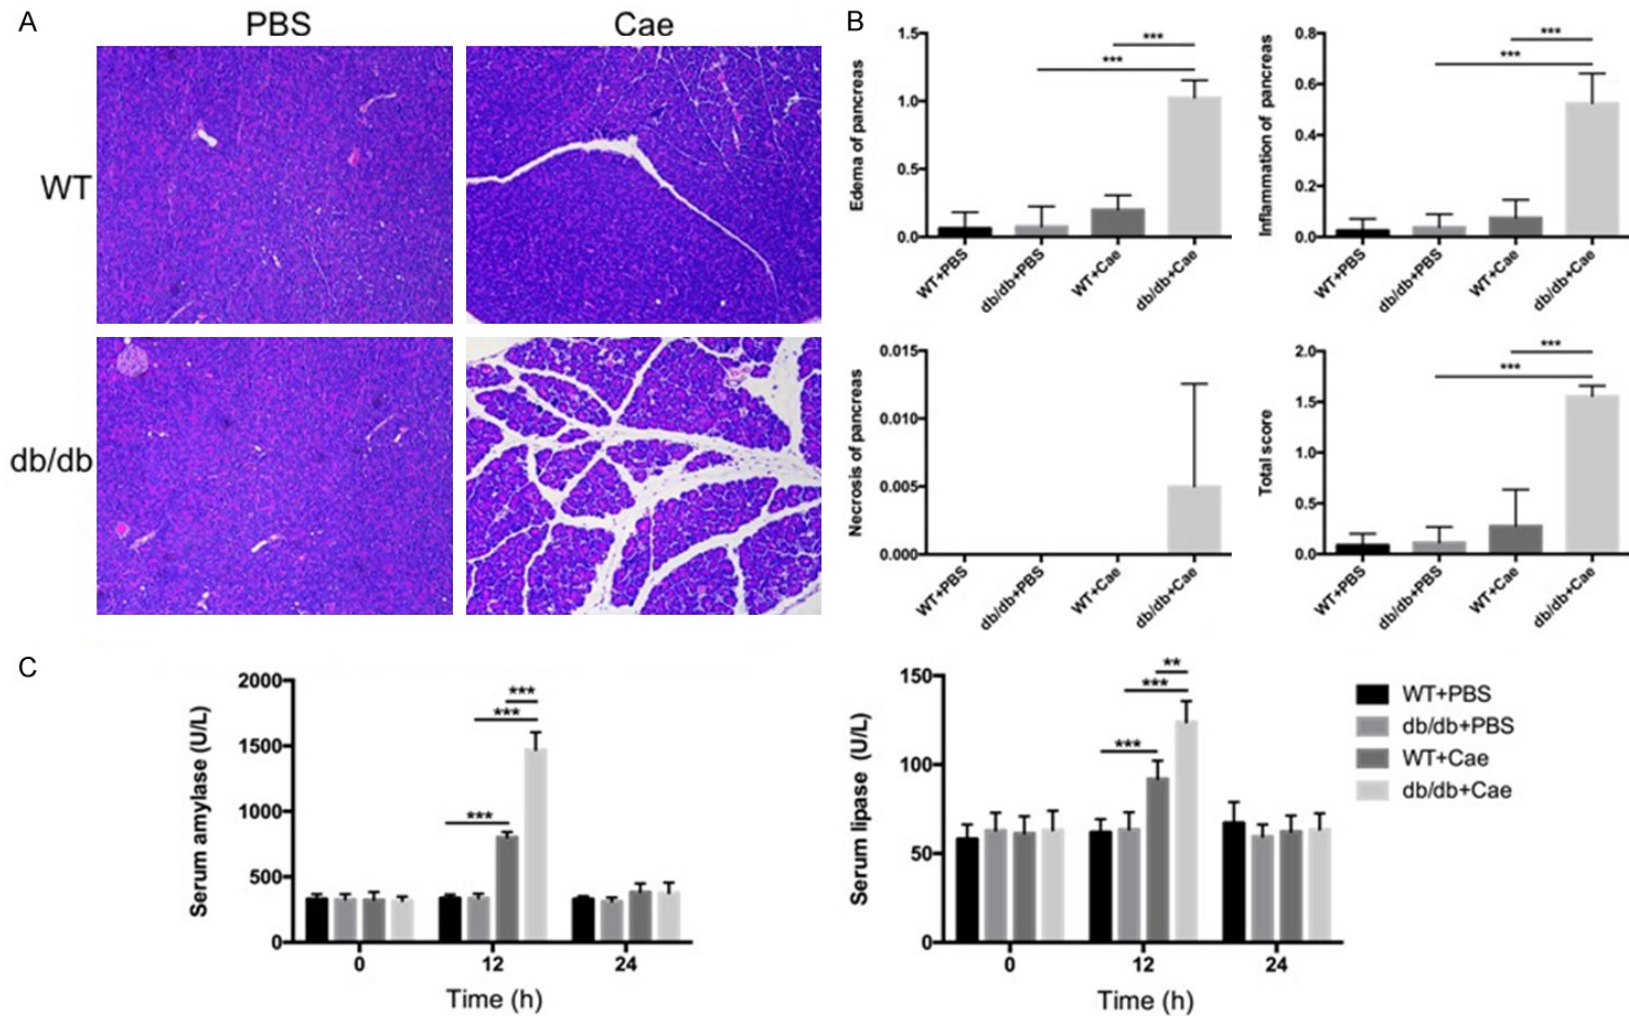 A
PBS
Cae
WT
db/db
B
1.5
1.0
0.5
0.0
Edema of pancreas
***
***
WT+PBS
db/db+PBS
WT+Cae
db/db+Cae
0.8
0.6
0.4
0.2
0.0
Inflammation of pancreas
***
***
WT+PBS
db/db+PBS
WT+Cae
db/db+Cae
0.015
0.010
0.005
0.000
Necrosis of pancreas
WT+PBS
db/db+PBS
WT+Cae
db/db+Cae
2.0
1.5
1.0
0.5
0.0
Total score
***
***
WT+PBS
db/db+PBS
WT+Cae
db/db+Cae
C
2000
1500
1000
500
0
Serum amylase (U/L)
***
***
***
0 12 24
Time (h)
150
100
50
0
Serum lipase (U/L)
**
***
***
0 12 24
Time (h)
WT+PBS
db/db+PBS
WT+Cae
db/db+Cae